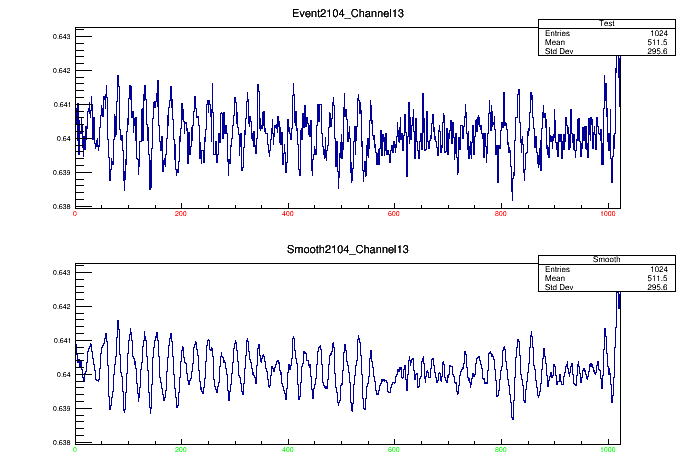 Event2104_Channel13
Test
Entries 1024
Mean 511.5
Std Dev 295.6
0.643
0.642
0.641
0.64
0.639
0.638
0 200 400 600 800 1000
Smooth2104_Channel13
Smooth
Entries 1024
Mean 511.5
Std Dev 295.6
0.643
0.642
0.641
0.64
0.639
0.638
0 200 400 600 800 1000